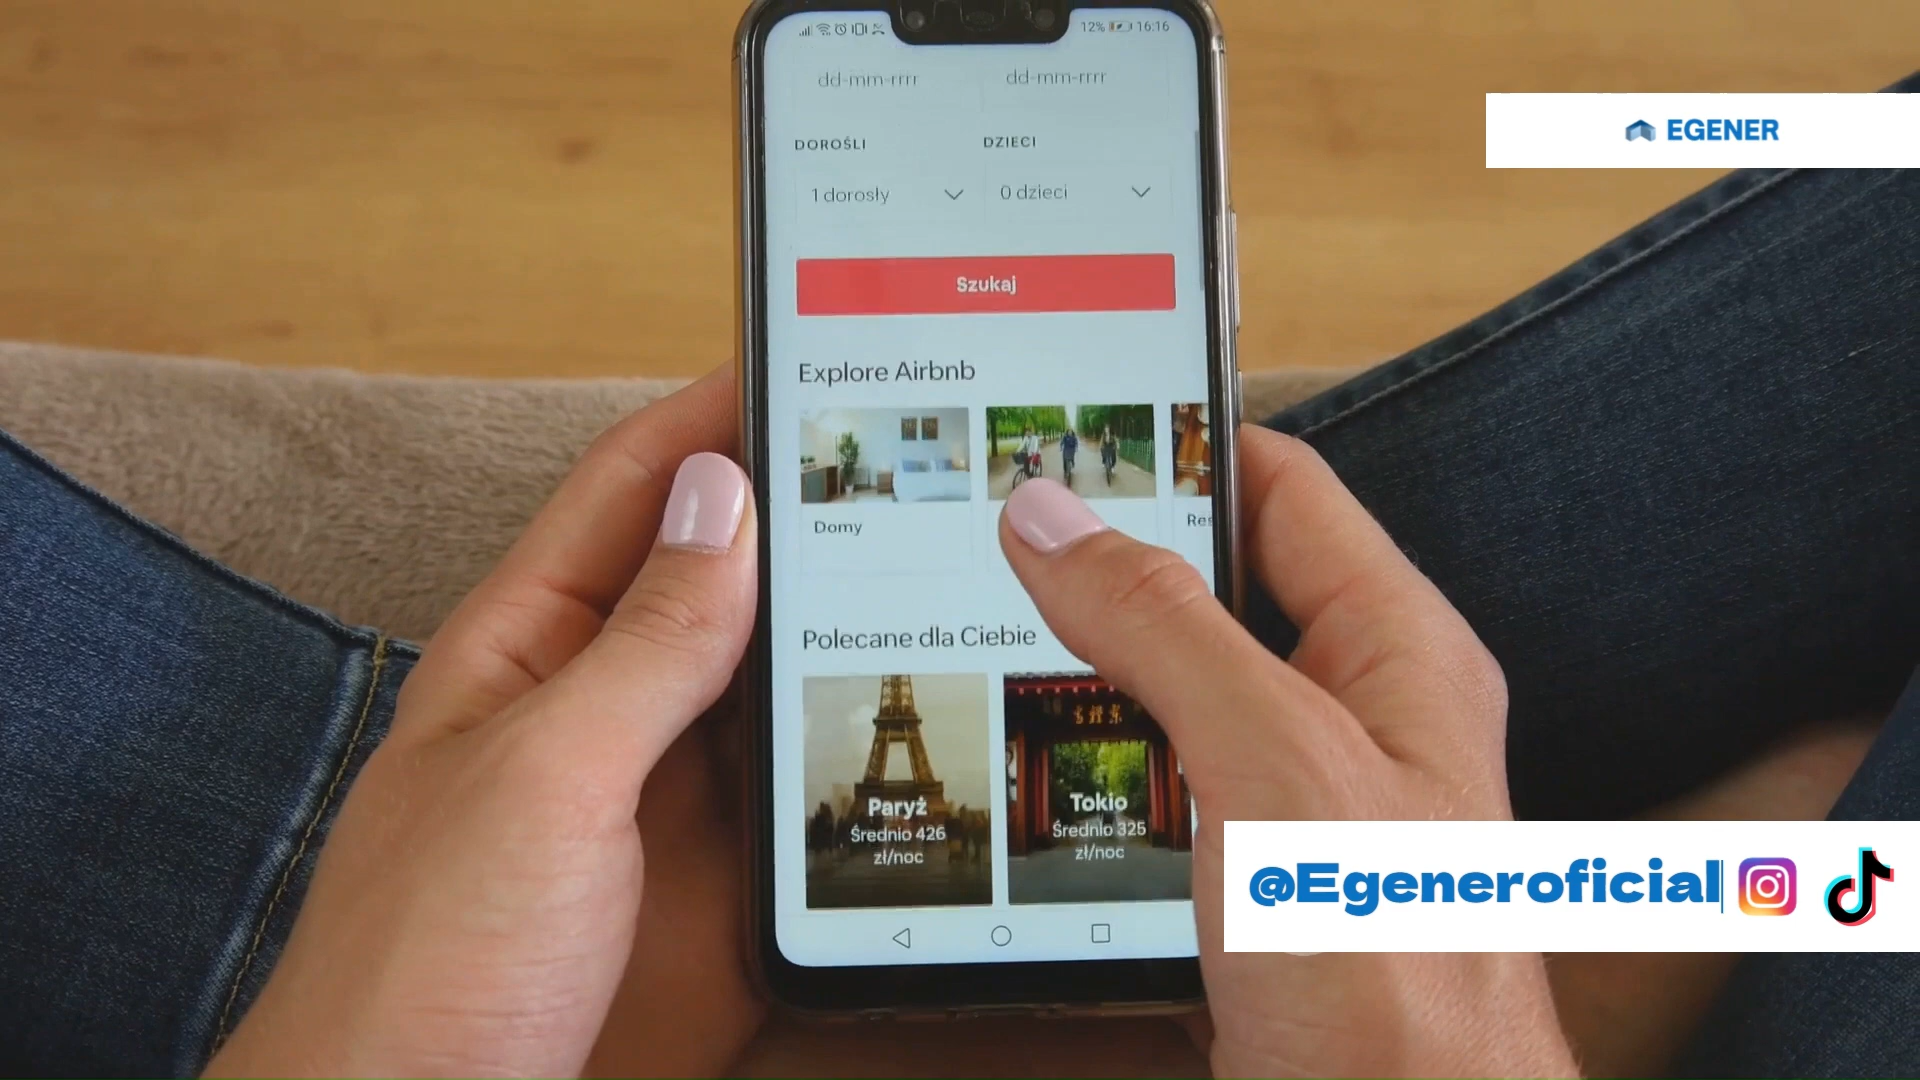 12% 16:16
dd-mm-rrrr dd-mm-rrrr
DOROŚLI DZIECI
1 dorosły 0 dzieci
Szukaj
Explore Airbnb
Domy
Res
Polecane dla Ciebie
Paryż
Średnio 426
zł/noc
Tokio
Średnio 325
zł/noc
EGENER
@Egeneroficial